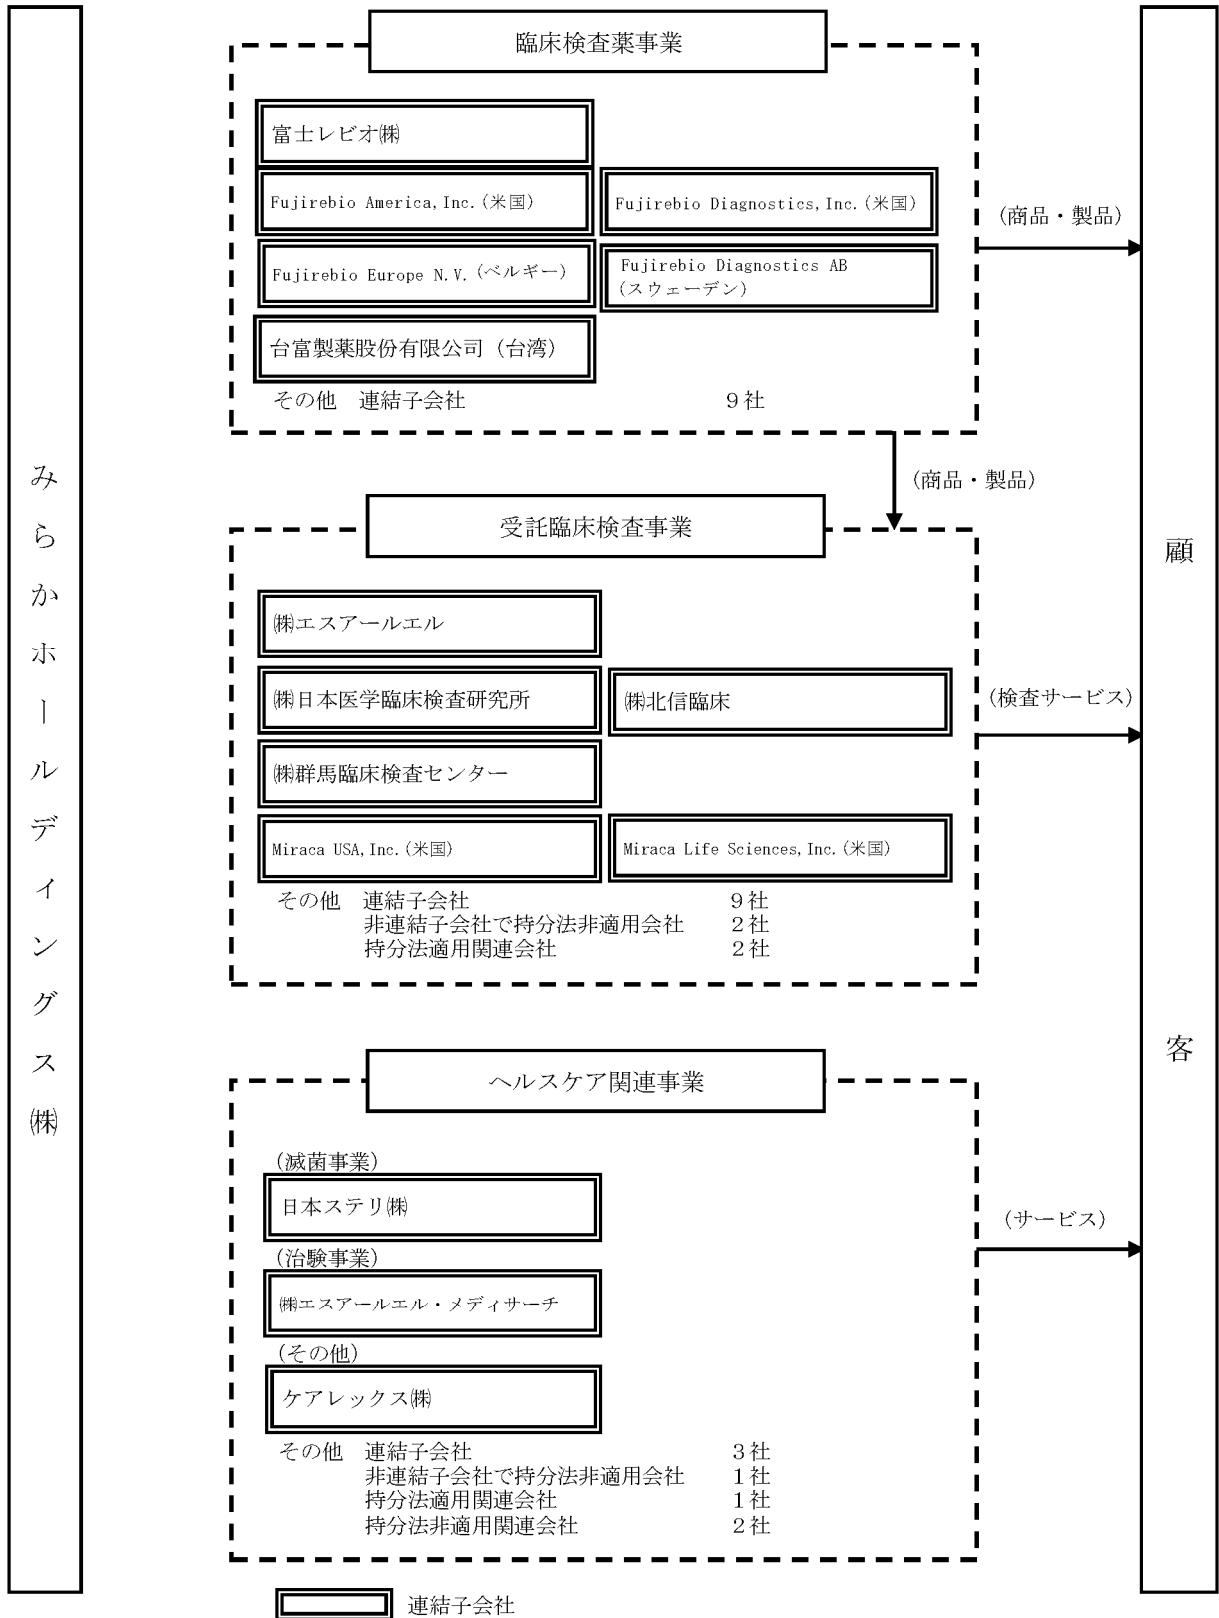 みらかホールディングス㈱
臨床検査薬事業
富士レビオ㈱
Fujirebio America, Inc. (米国)
Fujirebio Diagnostics, Inc. (米国)
Fujirebio Europe N.V. (ベルギー)
Fujirebio Diagnostics AB
(スウェーデン)
台富製薬股份有限公司（台湾）
その他　連結子会社　９社
(商品・製品)
(商品・製品)
受託臨床検査事業
㈱エスアールエル
㈱日本医学臨床検査研究所
㈱北信臨床
㈱群馬臨床検査センター
Miraca USA, Inc. (米国)
Miraca Life Sciences, Inc. (米国)
その他　連結子会社　９社
非連結子会社で持分法非適用会社　２社
持分法適用関連会社　２社
(検査サービス)
ヘルスケア関連事業
(滅菌事業)
日本ステリ㈱
(治験事業)
㈱エスアールエル・メディサーチ
(その他)
ケアレックス㈱
その他　連結子会社　３社
非連結子会社で持分法非適用会社　１社
持分法適用関連会社　１社
持分法非適用関連会社　２社
(サービス)
顧客
連結子会社